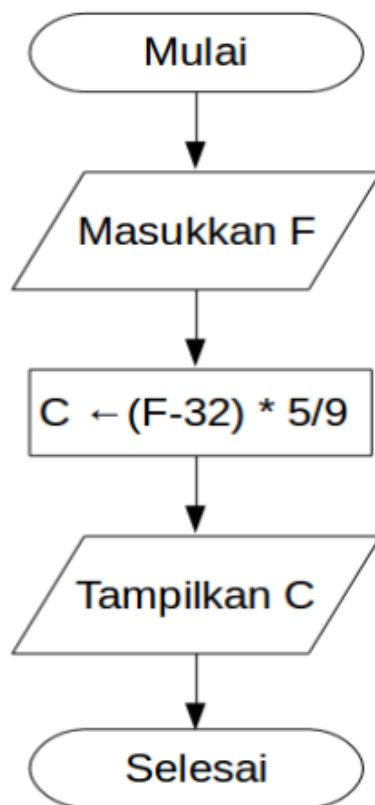 Mulai
Masukkan F
C ←(F-32) * 5/9
Tampilkan C
Selesai